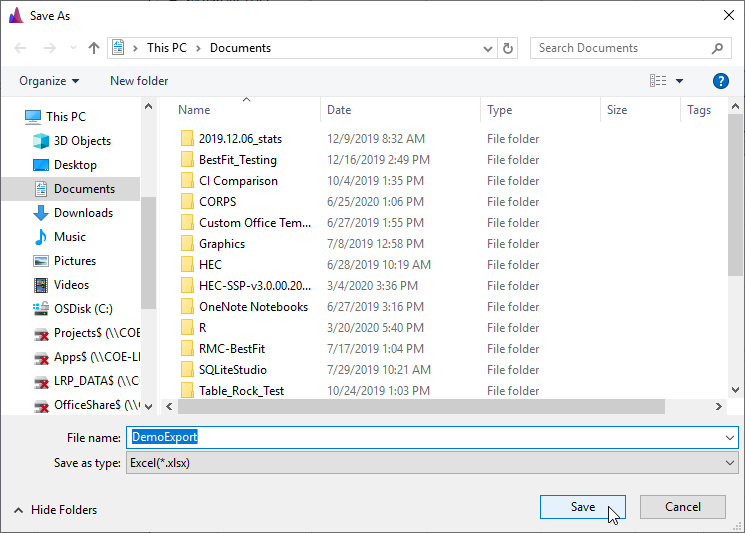 Save As
This PC > Documents
Search Documents
Organize New folder
?
Name Date Type Size Tags
This PC
3D Objects
Desktop
Documents
Downloads
Music
Pictures
Videos
OSDisk (C:)
Projects$ (\\COE-
Apps$ (\\COE-LR
LRP_DATA$ (\\CO
OfficeShare$ (\\C
2019.12.06_stats 12/9/2019 8:32 AM File folder
BestFit_Testing 12/16/2019 2:49 PM File folder
CI Comparison 10/4/2019 1:35 PM File folder
CORPS 6/25/2020 1:06 PM File folder
Custom Office Tem... 6/27/2019 1:55 PM File folder
Graphics 7/8/2019 12:58 PM File folder
HEC 6/28/2019 10:19 AM File folder
HEC-SSP-v3.0.00.20... 3/4/2020 3:36 PM File folder
OneNote Notebooks 6/27/2019 3:16 PM File folder
R 3/20/2020 5:40 PM File folder
RMC-BestFit 7/17/2019 1:04 PM File folder
SQLiteStudio 7/29/2019 10:21 AM File folder
Table_Rock_Test 10/24/2019 1:03 PM File folder
File name: DemoExport
Save as type: Excel(*.xlsx)
Hide Folders
Save Cancel